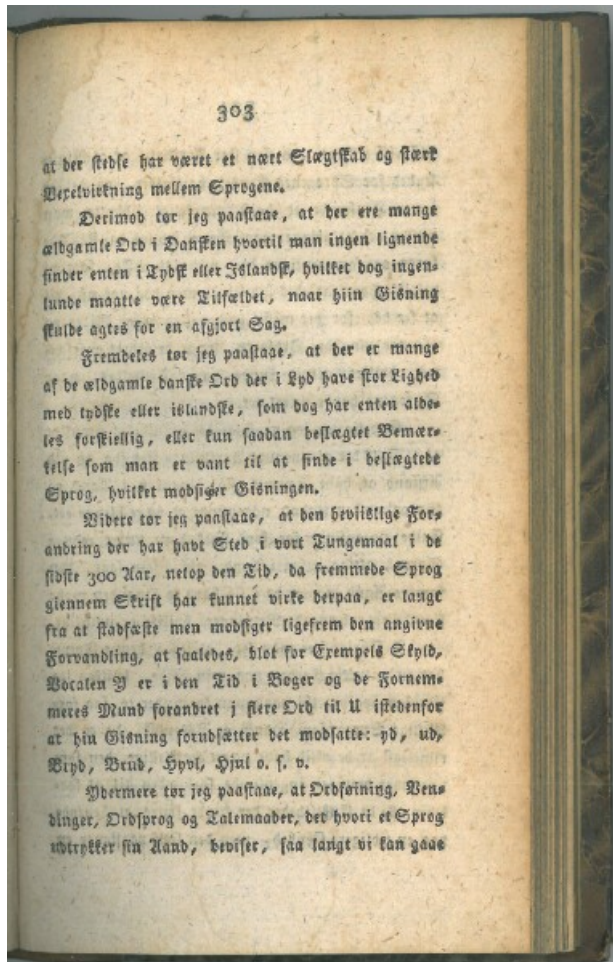 303
at der stedse har været et nært Slægtskab og stærk
Vexelvirkning mellem Sprogene.
Derimod tør jeg paastaae, at der ere mange
ældgamle Ord i Dansken hvortil man ingen lignende
finder enten i Tydsk eller Islandsk, hvilket dog ingen-
lunde maatte være Tilfældet, naar hiin Gisning
skulde agtes for en afgjort Sag.
Fremdeles tør jeg paastaae, at der er mange
af de ældgamle danske Ord der i Lyd have stor Lighed
med tydske eller islandske, som dog har enten alde-
les forskiellig, eller kun saadan beslægtet Bemær-
kelse som man er vant til at finde i beslægtede
Sprog, hvilket modsiger Gisningen.
Videre tør jeg paastaae, at den beviislige For-
andring der har havt Sted i vort Tungemaal i de
sidste 300 Aar, netop den Tid, da fremmede Sprog
giennem Skrift har kunnet virke derpaa, er langt
fra at stadfæste men modsiger ligefrem den angivne
Forvandling, at saaledes, blot for Exempels Skyld,
Vocalen Y er i den Tid i Bøger og de Fornem-
meres Mund forandret j flere Ord til U istedenfor
at hin Gisning forudsætter det modsatte: yd, ud,
Bryd, Brud, Hyvl, Hjul o. s. v.
Ydermere tør jeg paastaae, at Ordføining, Ven-
dinger, Ordsprog og Talemaader, det hvori et Sprog
udtrykker sin Aand, beviser, saa langt vi kan gaae